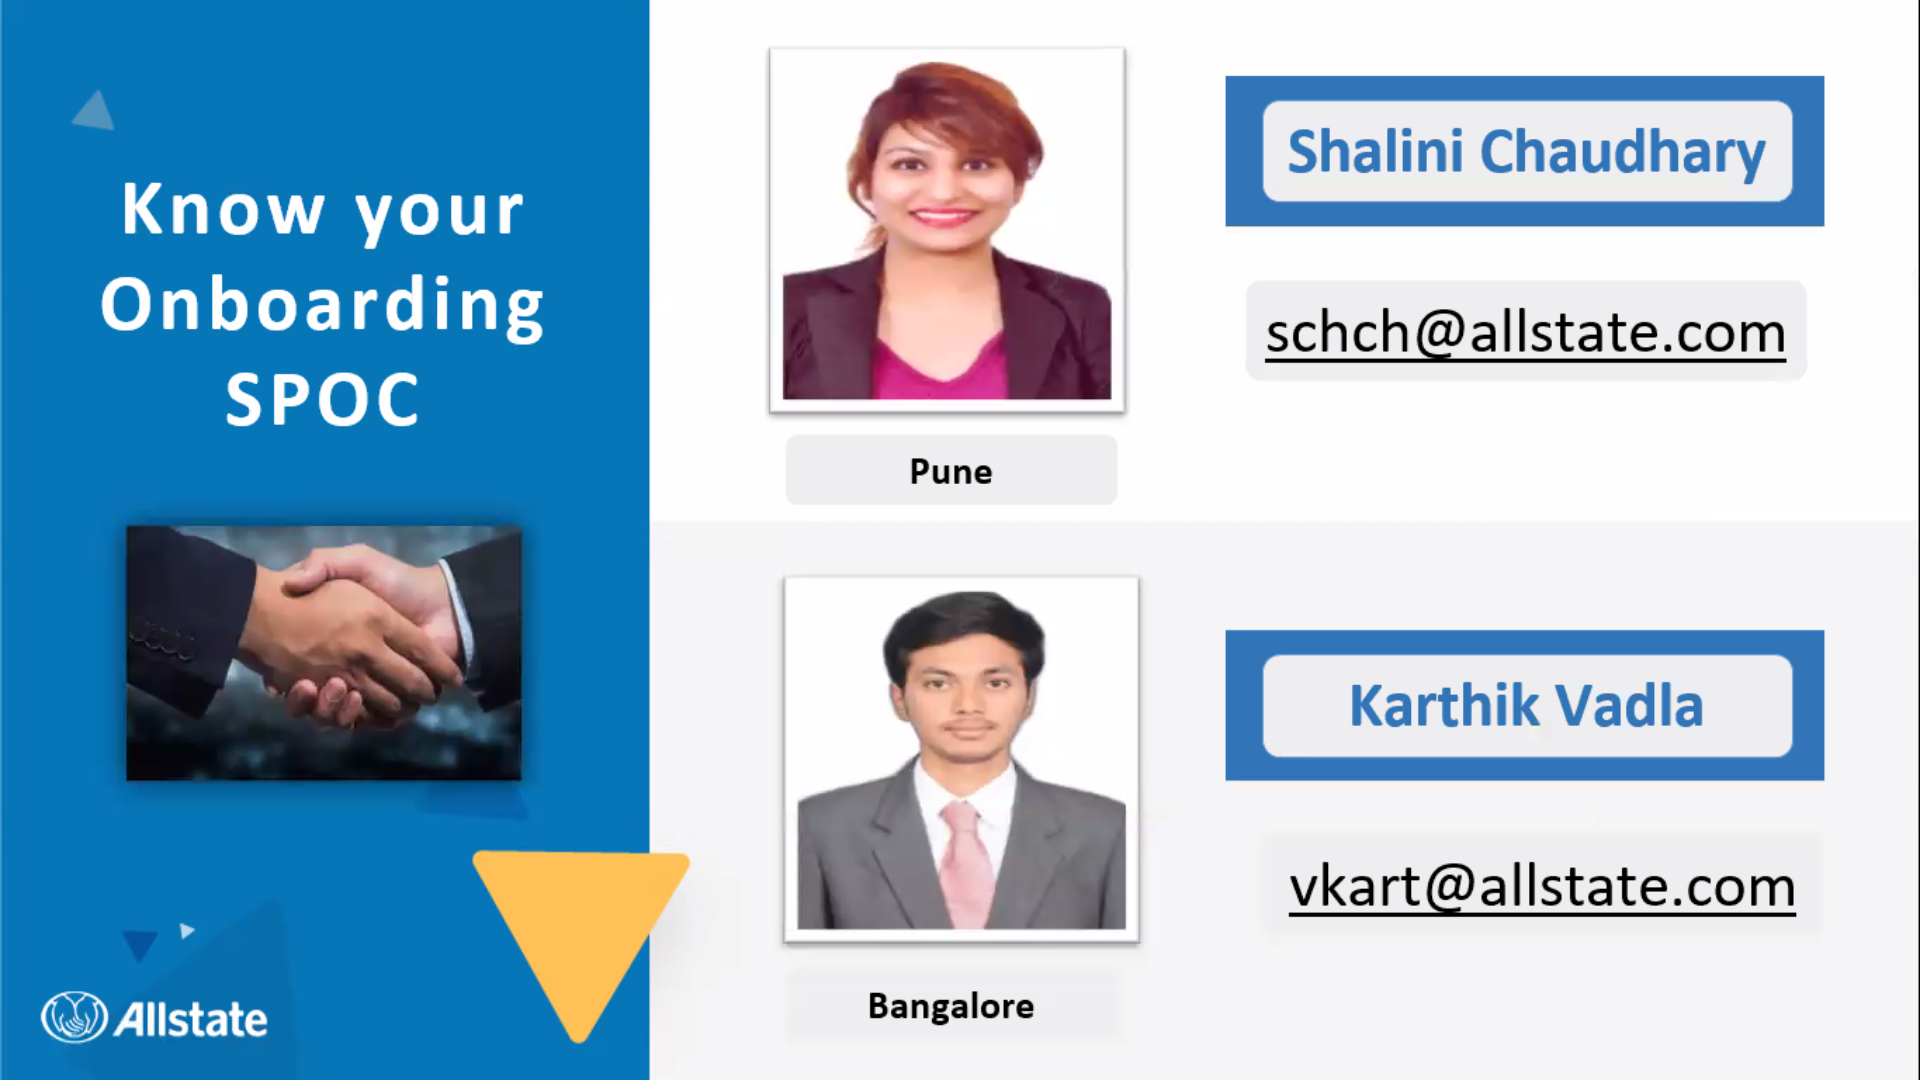 Know your
Onboarding
SPOC
Allstate
Shalini Chaudhary
schch@allstate.com
Pune
Karthik Vadla
vkart@allstate.com
Bangalore